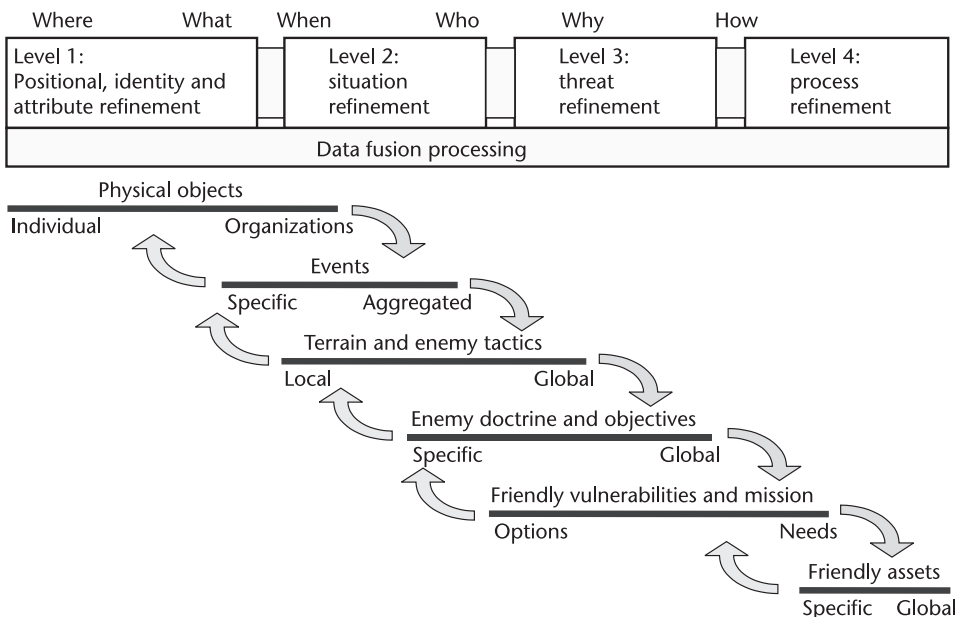 Where What When Who Why How
Level 1:
Positional, identity and
attribute refinement
Level 2:
situation
refinement
Level 3:
threat
refinement
Level 4:
process
refinement
Data fusion processing
Physical objects
Individual Organizations
Events
Specific Aggregated
Terrain and enemy tactics
Local Global
Enemy doctrine and objectives
Specific Global
Friendly vulnerabilities and mission
Options Needs
Friendly assets
Specific Global